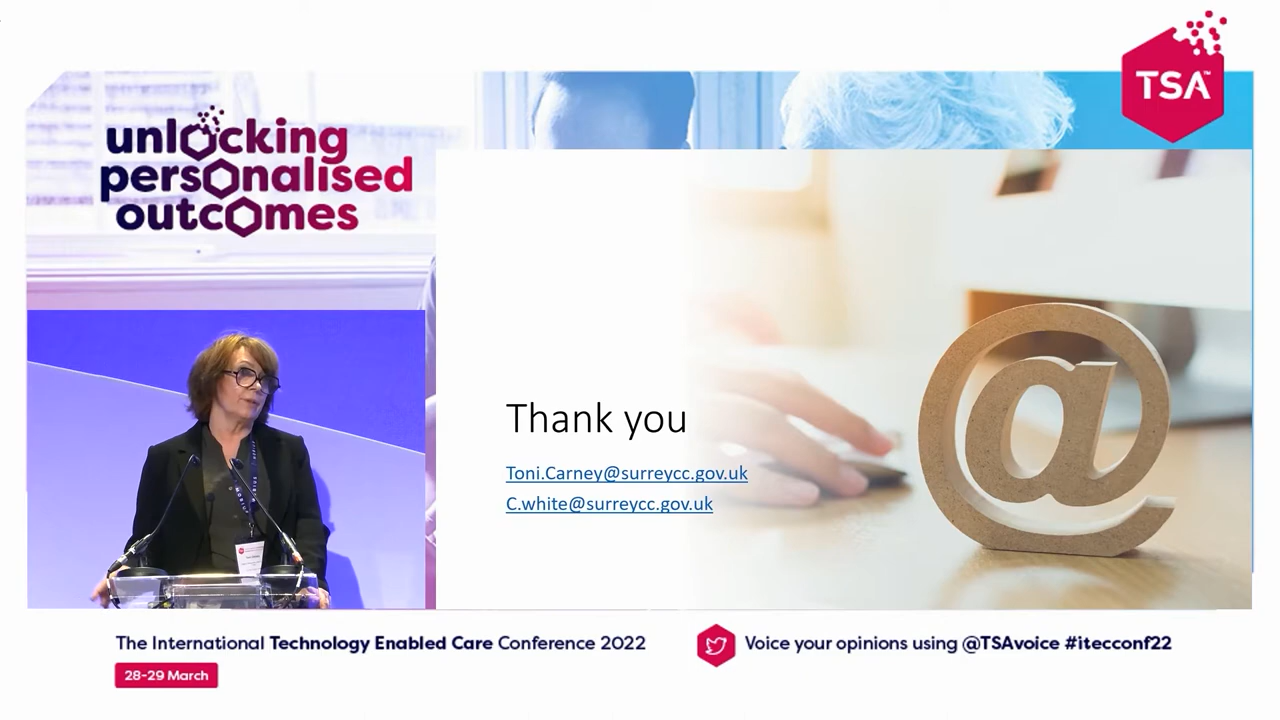 TSA
unlocking
personalised
outcomes
Thank you
Toni.Carney@surreycc.gov.uk
C.white@surreycc.gov.uk
The International Technology Enabled Care Conference 2022
28-29 March
Voice your opinions using @TSAvoice #itecconf22